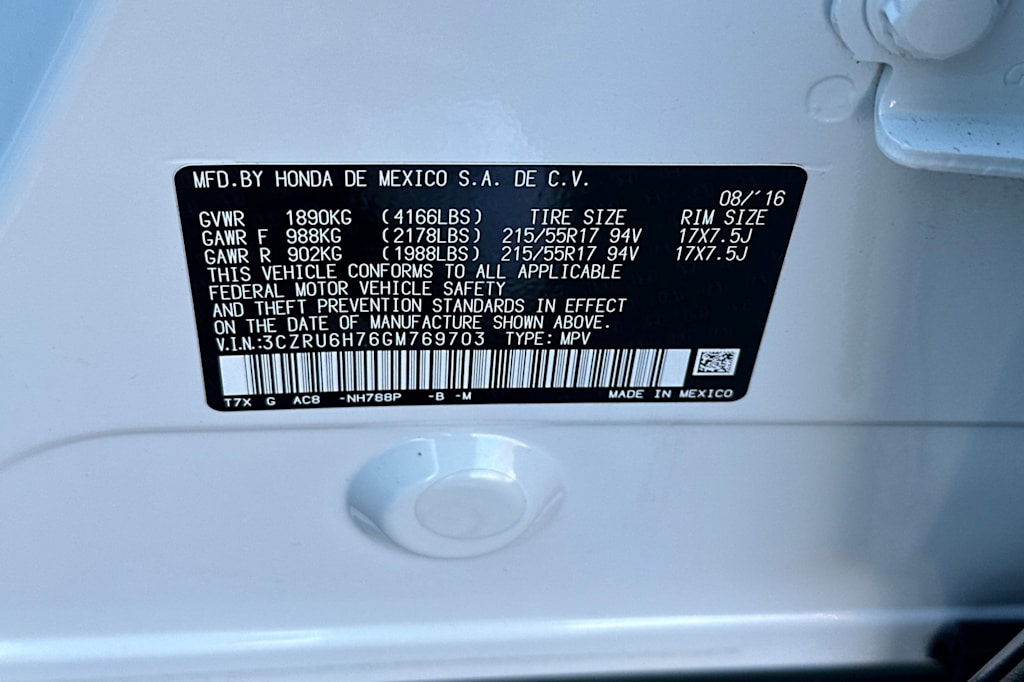 MFD.BY HONDA DE MEXICO S.A. DE C.V.
08/'16
GVWR 1890KG (4166LBS) TIRE SIZE RIM SIZE
GAWR F 988KG (2178LBS) 215/55R17 94V 17X7.5J
GAWR R 902KG (1988LBS) 215/55R17 94V 17X7.5J
THIS VEHICLE CONFORMS TO ALL APPLICABLE
FEDERAL MOTOR VEHICLE SAFETY
AND THEFT PREVENTION STANDARDS IN EFFECT
ON THE DATE OF MANUFACTURE SHOWN ABOVE.
V.I.N.:3CZRU6H76GM769703 TYPE: MPV
T7X G AC8 -NH788P -B -M MADE IN MEXICO